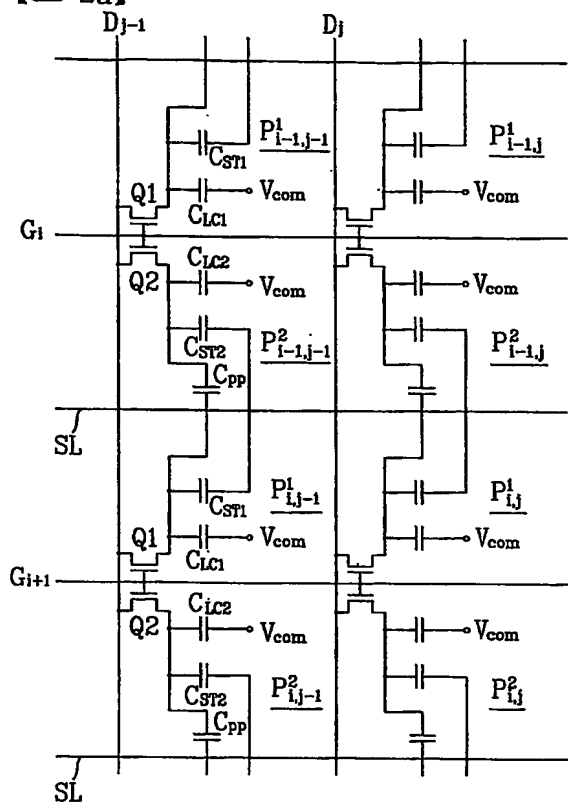 D_{j-1} D_j
P^1_{i-1,j-1} P^1_{i-1,j}
C_{ST1}
Q1 V_{com} V_{com}
C_{LC1}
G_i
C_{LC2}
Q2 V_{com} V_{com}
C_{ST2} P^2_{i-1,j-1} P^2_{i-1,j}
C_{PP}
SL
P^1_{i,j-1} P^1_{i,j}
C_{ST1}
Q1 V_{com} V_{com}
C_{LC1}
G_{i+1}
C_{LC2}
Q2 V_{com} V_{com}
C_{ST2} P^2_{i,j-1} P^2_{i,j}
C_{PP}
SL